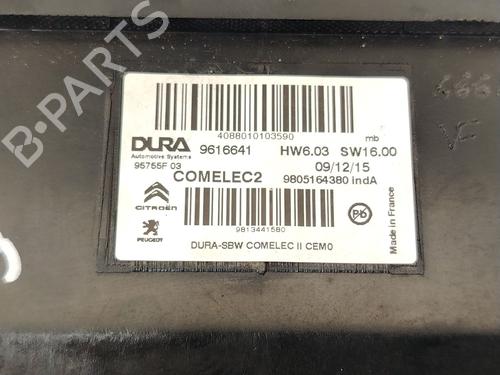 4088010103590
mb
DURA
Automotive Systems
9616641
HW6.03 SW16.00
95755F 03
09/12/15
COMELEC2
9805164380 indA
CITROËN
PEUGEOT
9813441580
Pb
DURA-SBW COMELEC II CEM0
Made in France
B-PARTS